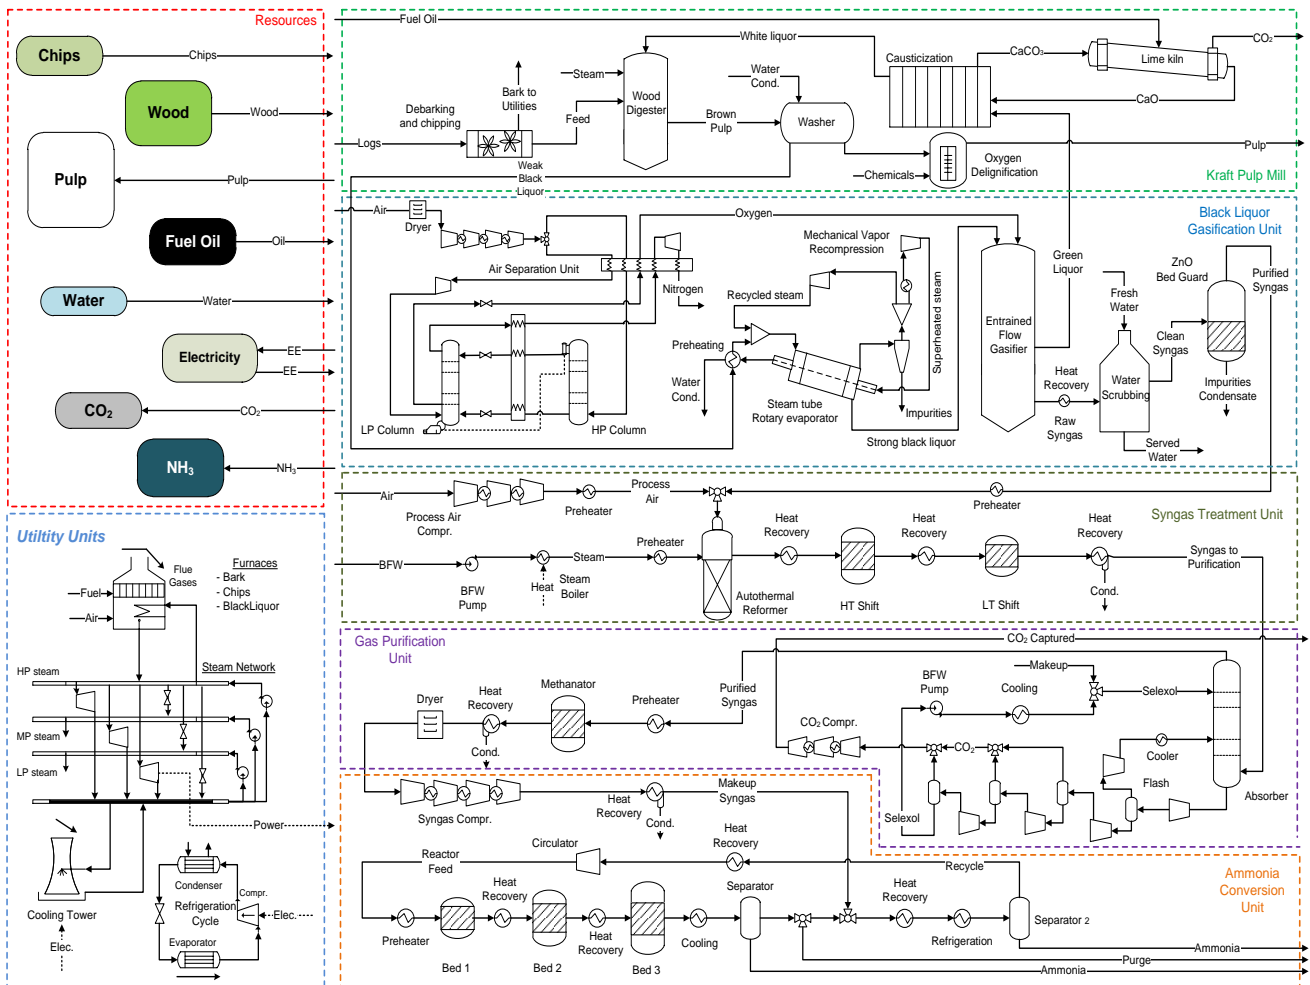 Resources
Chips
Chips
Wood
Wood
Pulp
Pulp
Fuel Oil
Oil
Water
Water
Electricity
EE
EE
CO₂
CO₂
NH₃
NH₃
Fuel Oil
White liquor
CaCO₃
CO₂
Lime kiln
Causticization
CaO
Steam
Water
Cond.
Bark to
Utilities
Wood
Digester
Debarking
and chipping
Feed
Brown
Pulp
Washer
Logs
Pulp
Weak
Black
Liquor
Chemicals
Oxygen
Delignification
Kraft Pulp Mill
Air
Dryer
Oxygen
Black Liquor
Gasification Unit
Mechanical Vapor
Recompression
Air Separation Unit
Nitrogen
Recycled steam
Superheated steam
Green
Liquor
ZnO
Bed Guard
Purified
Syngas
Fresh
Water
Entrained
Flow
Gasifier
Clean
Syngas
Preheating
Water
Cond.
Heat
Recovery
Water
Scrubbing
Impurities
Condensate
Steam tube
Rotary evaporator
Impurities
Raw
Syngas
LP Column
HP Column
Strong black liquor
Served
Water
Air
Process Air
Compr.
Preheater
Process
Air
Preheater
Syngas Treatment Unit
BFW
BFW
Pump
Heat
Steam
Steam
Boiler
Preheater
Autothermal
Reformer
Heat
Recovery
HT Shift
Heat
Recovery
LT Shift
Heat
Recovery
Cond.
Syngas to
Purification
Utiltity Units
Flue
Gases
Furnaces
- Bark
- Chips
- BlackLiquor
Fuel
Air
Steam Network
HP steam
MP steam
LP steam
Power
Cooling Tower
Elec.
Condenser
Refrigeration
Cycle
Compr.
Elec.
Evaporator
Gas Purification
Unit
CO₂ Captured
Dryer
Heat
Recovery
Cond.
Methanator
Preheater
Purified
Syngas
BFW
Pump
Cooling
Makeup
Selexol
CO₂ Compr.
CO₂
Cooler
Flash
Selexol
Absorber
Syngas Compr.
Heat
Recovery
Cond.
Makeup
Syngas
Reactor
Feed
Circulator
Heat
Recovery
Recycle
Ammonia
Conversion
Unit
Preheater
Bed 1
Heat
Recovery
Bed 2
Heat
Recovery
Bed 3
Cooling
Separator
Heat
Recovery
Refrigeration
Separator 2
Ammonia
Purge
Ammonia